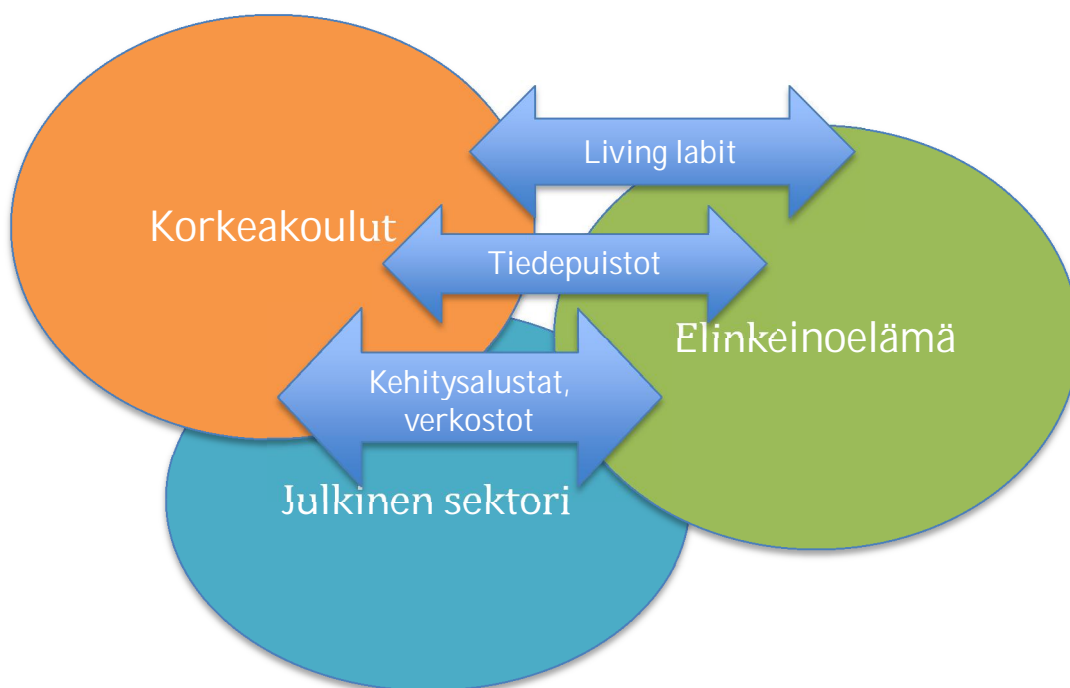 Living labit
Korkeakoulut
Tiedepuistot
Elinkeinoelämä
Kehitysalustat,
verkostot
Julkinen sektori